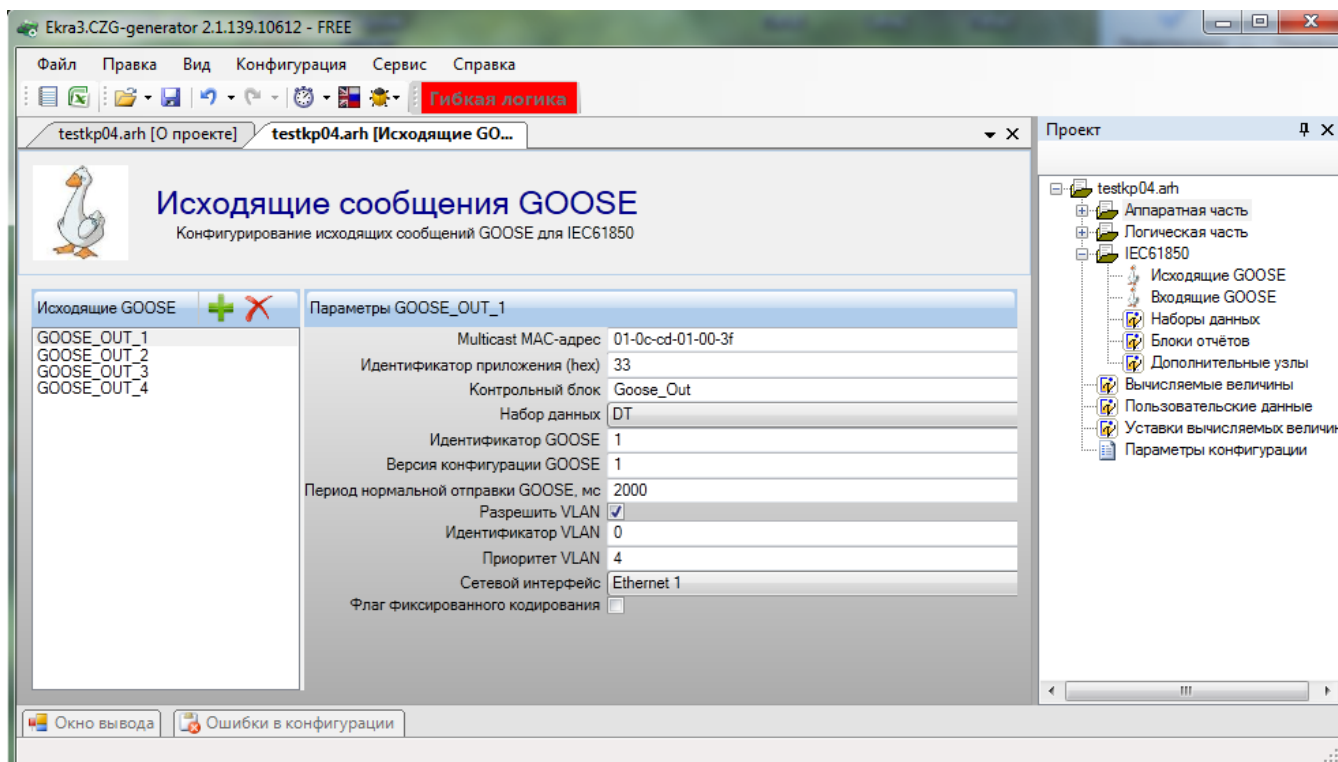 Ekra3.CZG-generator 2.1.139.10612 - FREE
Файл Правка Вид Конфигурация Сервис Справка
Гибкая логика
testkp04.arh [О проекте] testkp04.arh [Исходящие GO...
Исходящие сообщения GOOSE
Конфигурирование исходящих сообщений GOOSE для IEC61850
Исходящие GOOSE
GOOSE_OUT_1
GOOSE_OUT_2
GOOSE_OUT_3
GOOSE_OUT_4
Параметры GOOSE_OUT_1
Multicast MAC-адрес 01-0c-cd-01-00-3f
Идентификатор приложения (hex) 33
Контрольный блок Goose_Out
Набор данных DT
Идентификатор GOOSE 1
Версия конфигурации GOOSE 1
Период нормальной отправки GOOSE, мс 2000
Разрешить VLAN
Идентификатор VLAN 0
Приоритет VLAN 4
Сетевой интерфейс Ethernet 1
Флаг фиксированного кодирования
Проект
testkp04.arh
Аппаратная часть
Логическая часть
IEC61850
Исходящие GOOSE
Входящие GOOSE
Наборы данных
Блоки отчётов
Дополнительные узлы
Вычисляемые величины
Пользовательские данные
Уставки вычисляемых величин
Параметры конфигурации
Окно вывода Ошибки в конфигурации